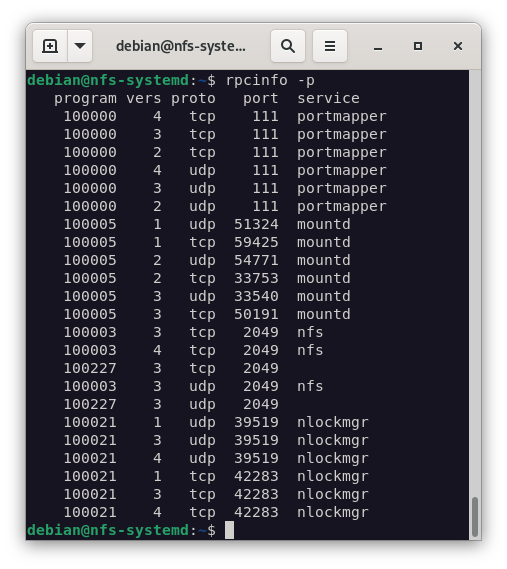 debian@nfs-syste...
debian@nfs-systemd:~$ rpcinfo -p
   program vers proto   port  service
    100000    4   tcp    111  portmapper
    100000    3   tcp    111  portmapper
    100000    2   tcp    111  portmapper
    100000    4   udp    111  portmapper
    100000    3   udp    111  portmapper
    100000    2   udp    111  portmapper
    100005    1   udp  51324  mountd
    100005    1   tcp  59425  mountd
    100005    2   udp  54771  mountd
    100005    2   tcp  33753  mountd
    100005    3   udp  33540  mountd
    100005    3   tcp  50191  mountd
    100003    3   tcp   2049  nfs
    100003    4   tcp   2049  nfs
    100227    3   tcp   2049
    100003    3   udp   2049  nfs
    100227    3   udp   2049
    100021    1   udp  39519  nlockmgr
    100021    3   udp  39519  nlockmgr
    100021    4   udp  39519  nlockmgr
    100021    1   tcp  42283  nlockmgr
    100021    3   tcp  42283  nlockmgr
    100021    4   tcp  42283  nlockmgr
debian@nfs-systemd:~$